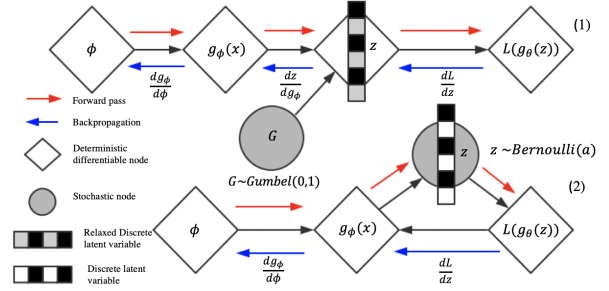 (1)
ϕ
g_ϕ(x)
z
L(g_θ(z))
dg_ϕ/dϕ
dz/dg_ϕ
dL/dz
Forward pass
Backpropagation
Deterministic
differentiable node
Stochastic node
Relaxed Discrete
latent variable
Discrete latent
variable
G
G~Gumbel(0,1)
z
z ~Bernoulli(a)
(2)
ϕ
g_ϕ(x)
L(g_θ(z))
dg_ϕ/dϕ
dL/dz